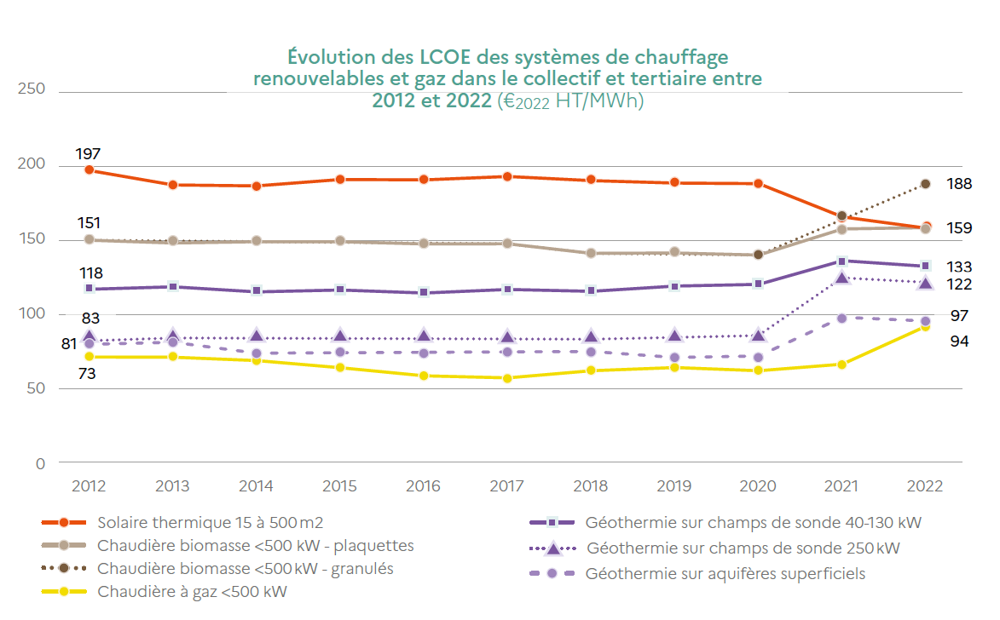 Évolution des LCOE des systèmes de chauffage
renouvelables et gaz dans le collectif et tertiaire entre
2012 et 2022 (€2022 HT/MWh)
250
200
150
100
50
0
197
151
118
83
81
73
188
159
133
122
97
94
2012 2013 2014 2015 2016 2017 2018 2019 2020 2021 2022
Solaire thermique 15 à 500 m2
Chaudière biomasse <500 kW - plaquettes
Chaudière biomasse <500 kW - granulés
Chaudière à gaz <500 kW
Géothermie sur champs de sonde 40-130 kW
Géothermie sur champs de sonde 250 kW
Géothermie sur aquifères superficiels